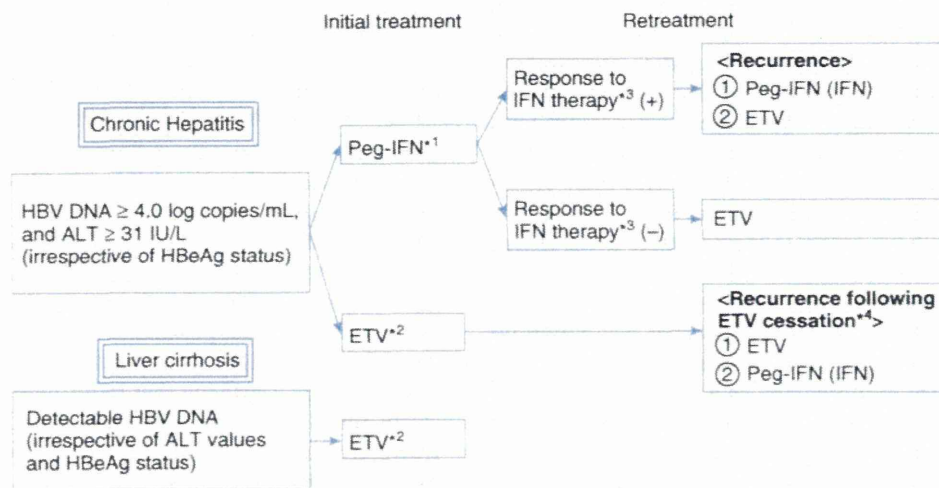 Initial treatment
Retreatment
Chronic Hepatitis
HBV DNA ≥ 4.0 log copies/mL,
and ALT ≥ 31 IU/L
(irrespective of HBeAg status)
Peg-IFN*1
Response to
IFN therapy*3 (+)
<Recurrence>
① Peg-IFN (IFN)
② ETV
Response to
IFN therapy*3 (−)
ETV
ETV*2
<Recurrence following
ETV cessation*4>
① ETV
② Peg-IFN (IFN)
Liver cirrhosis
Detectable HBV DNA
(irrespective of ALT values
and HBeAg status)
ETV*2